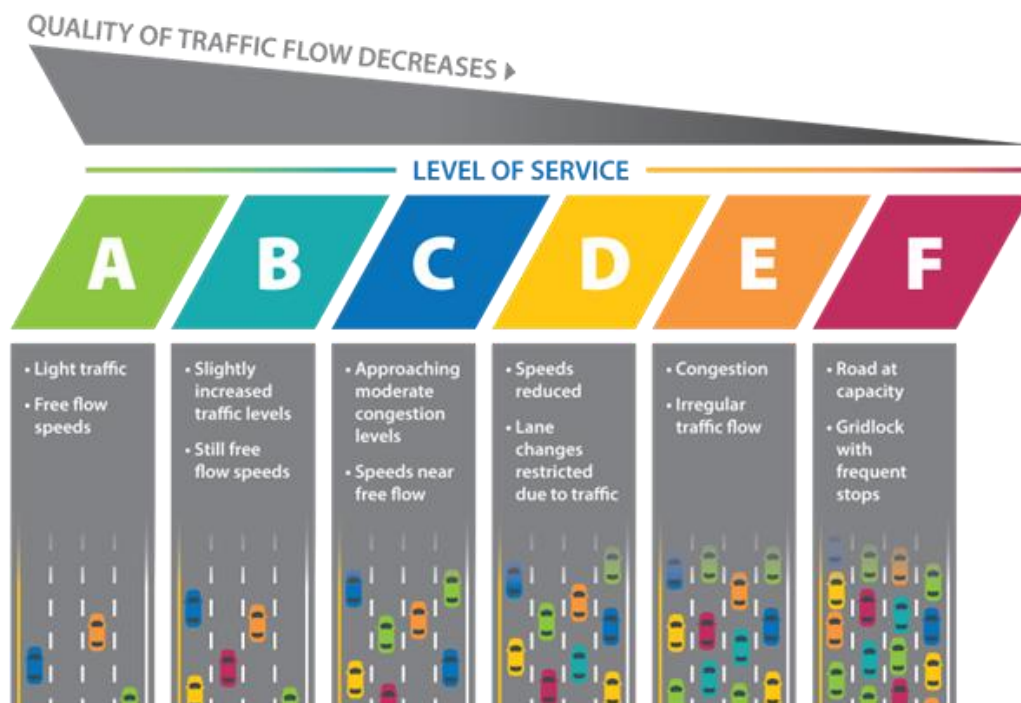 QUALITY OF TRAFFIC FLOW DECREASES
LEVEL OF SERVICE
A
B
C
D
E
F
• Light traffic
• Free flow
speeds
• Slightly
increased
traffic levels
• Still free
flow speeds
• Approaching
moderate
congestion
levels
• Speeds near
free flow
• Speeds
reduced
• Lane
changes
restricted
due to traffic
• Congestion
• Irregular
traffic flow
• Road at
capacity
• Gridlock
with
frequent
stops